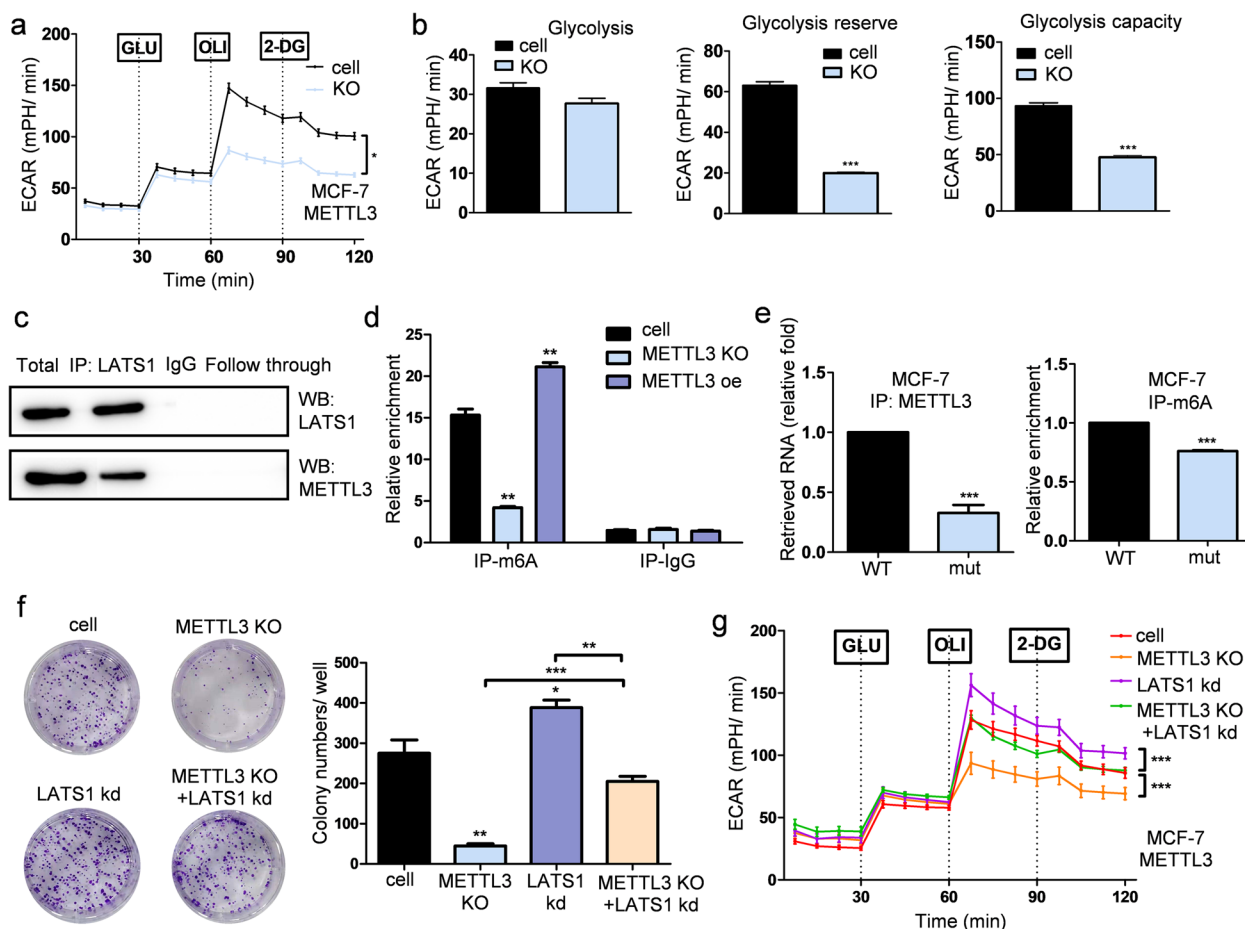 a
GLU
OLI
2-DG
cell
KO
ECAR (mPH/ min)
200
150
100
50
0
MCF-7
METTL3
*
30
60
90
120
Time (min)
b
Glycolysis
cell
KO
ECAR (mPH/ min)
40
30
20
10
0
Glycolysis reserve
cell
KO
ECAR (mPH/ min)
80
60
40
20
0
***
Glycolysis capacity
cell
KO
ECAR (mPH/ min)
150
100
50
0
***
c
Total IP: LATS1 IgG Follow through
WB:
LATS1
WB:
METTL3
d
cell
METTL3 KO
METTL3 oe
Relative enrichment
25
20
15
10
5
0
**
**
IP-m6A
IP-IgG
e
MCF-7
IP: METTL3
Retrieved RNA (relative fold)
1.5
1.0
0.5
0.0
***
WT
mut
MCF-7
IP-m6A
Relative enrichment
1.5
1.0
0.5
0.0
***
WT
mut
f
cell
METTL3 KO
LATS1 kd
METTL3 KO
+LATS1 kd
Colony numbers/ well
500
400
300
200
100
0
**
***
*
**
cell
METTL3
KO
LATS1
kd
METTL3 KO
+LATS1 kd
g
GLU
OLI
2-DG
cell
METTL3 KO
LATS1 kd
METTL3 KO
+LATS1 kd
ECAR (mPH/ min)
200
150
100
50
0
***
***
MCF-7
METTL3
30
60
90
120
Time (min)